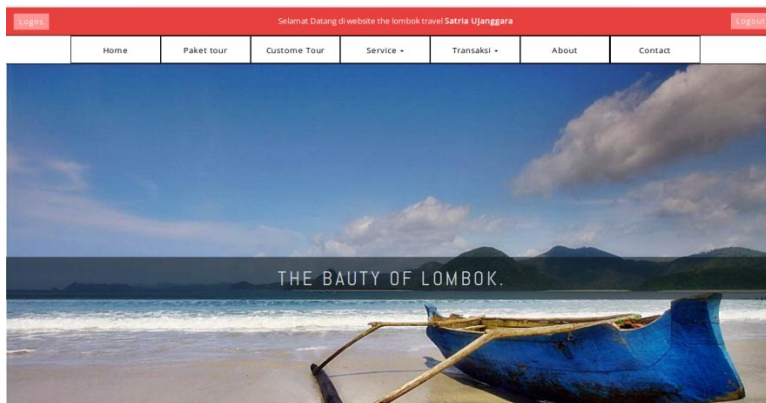 Logos
Selamat Datang di website the lombok travel Satria Ujanggara
Logout
Home Paket tour Custome Tour Service Transaksi About Contact
THE BAUTY OF LOMBOK.